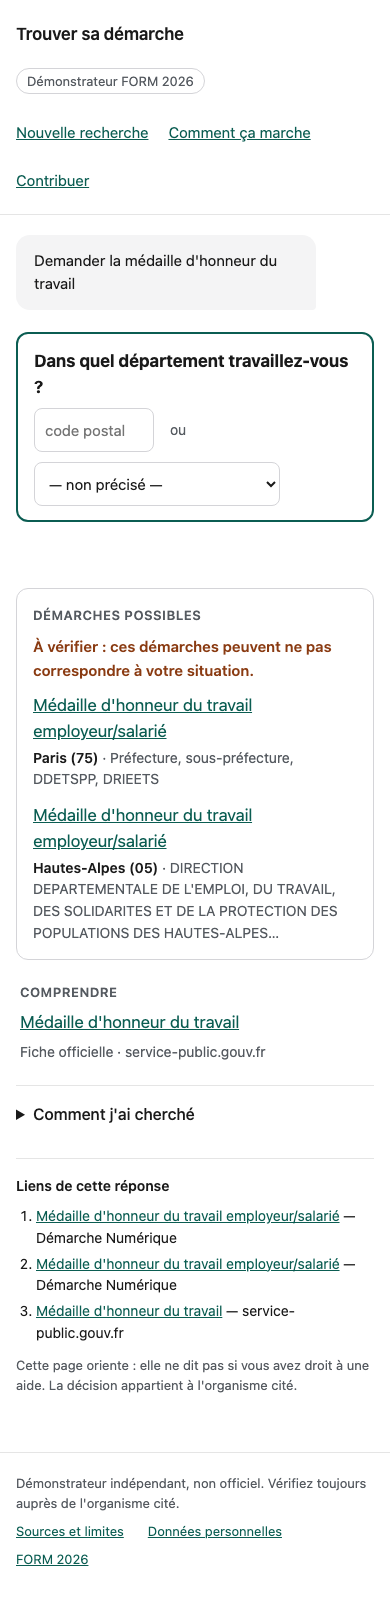 Trouver sa démarche
Démonstrateur FORM 2026
Nouvelle recherche Comment ça marche
Contribuer
Demander la médaille d'honneur du
travail
Dans quel département travaillez-vous
?
code postal ou
— non précisé —
DÉMARCHES POSSIBLES
À vérifier : ces démarches peuvent ne pas
correspondre à votre situation.
Médaille d'honneur du travail
employeur/salarié
Paris (75) · Préfecture, sous-préfecture,
DDETSPP, DRIEETS
Médaille d'honneur du travail
employeur/salarié
Hautes-Alpes (05) · DIRECTION
DEPARTEMENTALE DE L'EMPLOI, DU TRAVAIL,
DES SOLIDARITES ET DE LA PROTECTION DES
POPULATIONS DES HAUTES-ALPES…
COMPRENDRE
Médaille d'honneur du travail
Fiche officielle · service-public.gouv.fr
Comment j'ai cherché
Liens de cette réponse
1. Médaille d'honneur du travail employeur/salarié —
Démarche Numérique
2. Médaille d'honneur du travail employeur/salarié —
Démarche Numérique
3. Médaille d'honneur du travail — service-
public.gouv.fr
Cette page oriente : elle ne dit pas si vous avez droit à une
aide. La décision appartient à l'organisme cité.
Démonstrateur indépendant, non officiel. Vérifiez toujours
auprès de l'organisme cité.
Sources et limites Données personnelles
FORM 2026